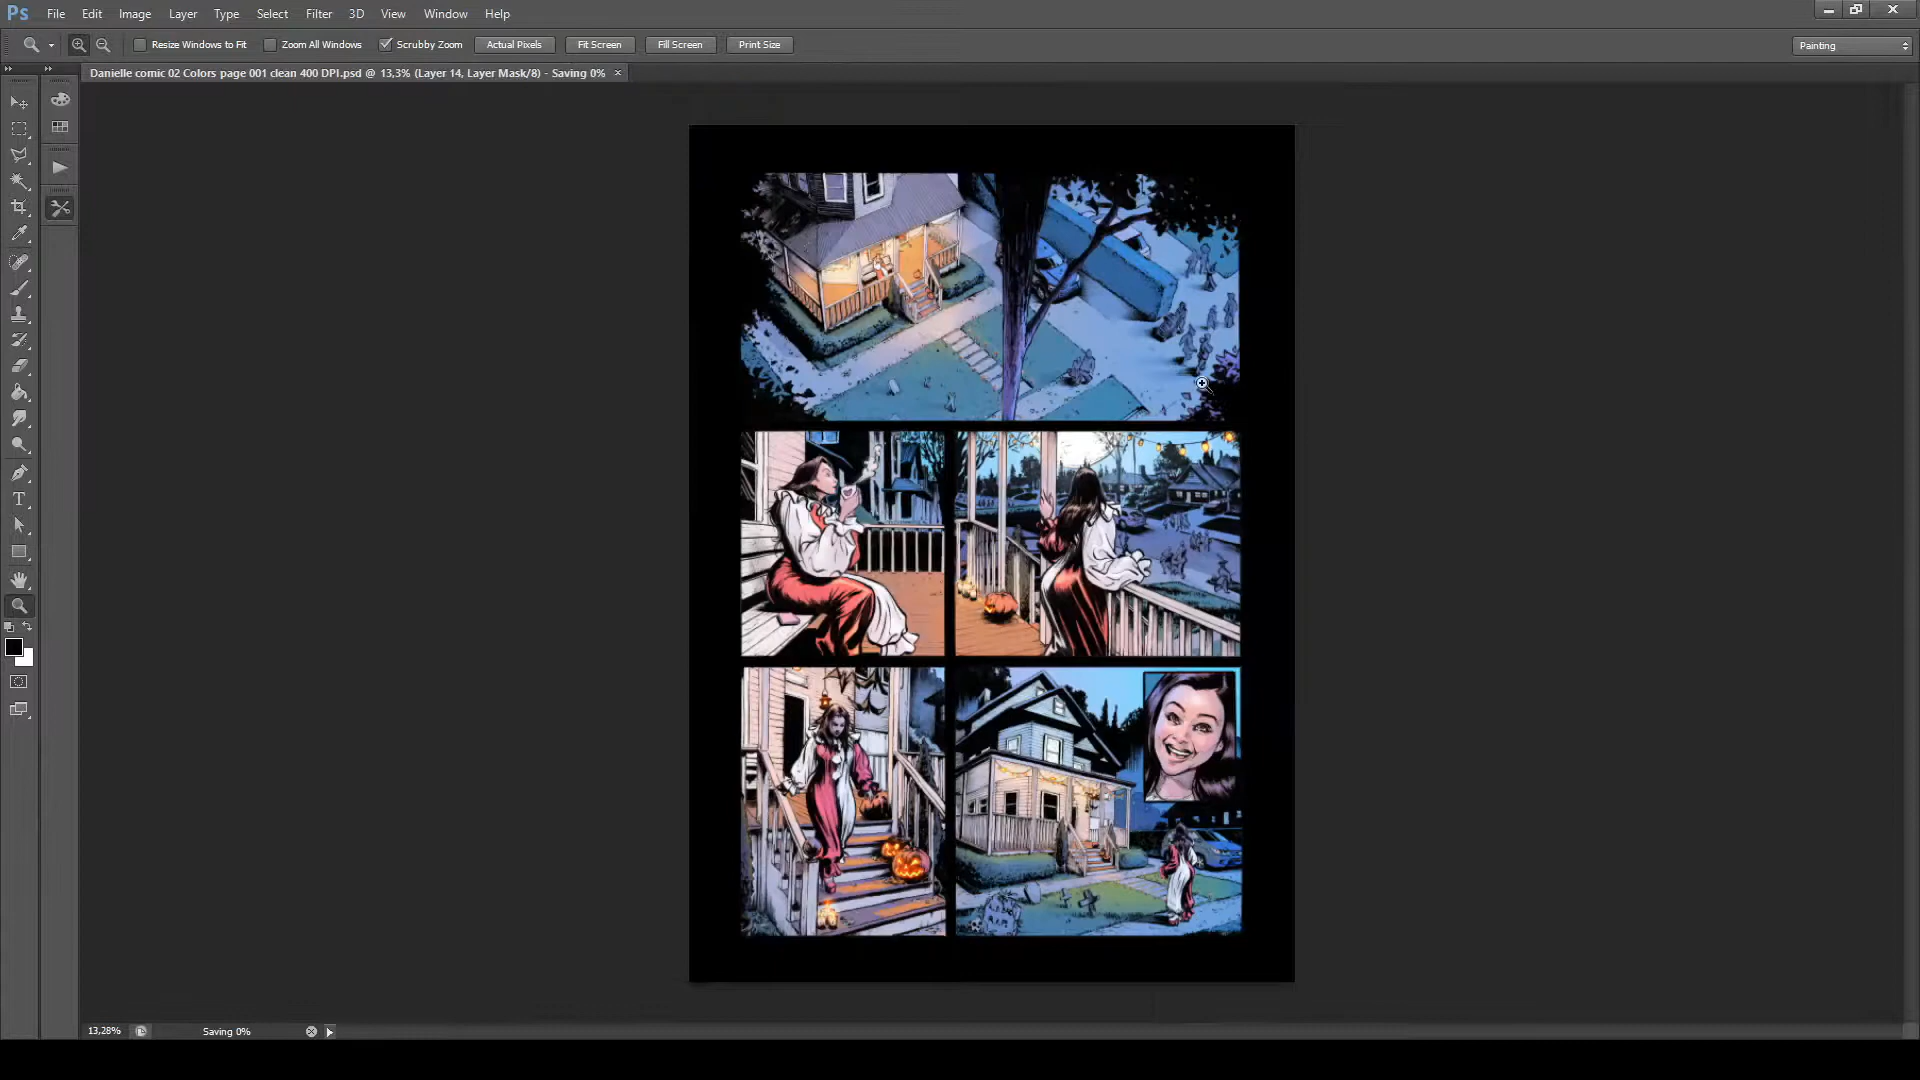 Ps File Edit Image Layer Type Select Filter 3D View Window Help
Resize Windows to Fit Zoom All Windows Scrubby Zoom Actual Pixels Fit Screen Fill Screen Print Size Painting
Danielle comic 02 Colors page 001 clean 400 DPI.psd @ 13,3% (Layer 14, Layer Mask/8) - Saving 0% ×
T
13,28% Saving 0%